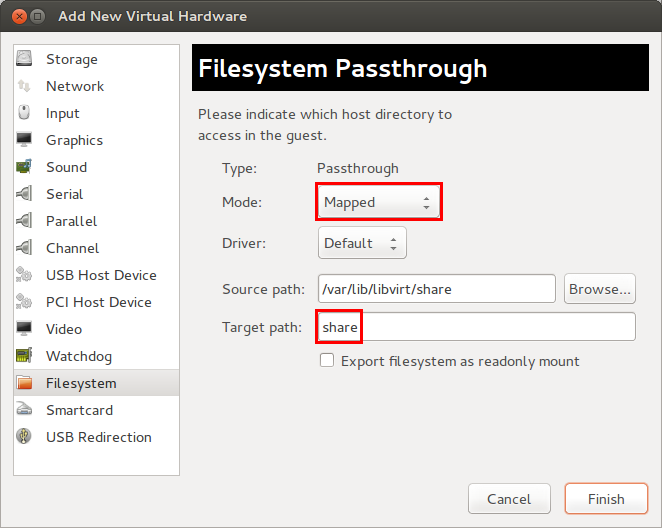 Add New Virtual Hardware
Storage
Network
Input
Graphics
Sound
Serial
Parallel
Channel
USB Host Device
PCI Host Device
Video
Watchdog
Filesystem
Smartcard
USB Redirection
Filesystem Passthrough
Please indicate which host directory to
access in the guest.
Type: Passthrough
Mode: Mapped
Driver: Default
Source path: /var/lib/libvirt/share Browse...
Target path: share
Export filesystem as readonly mount
Cancel Finish